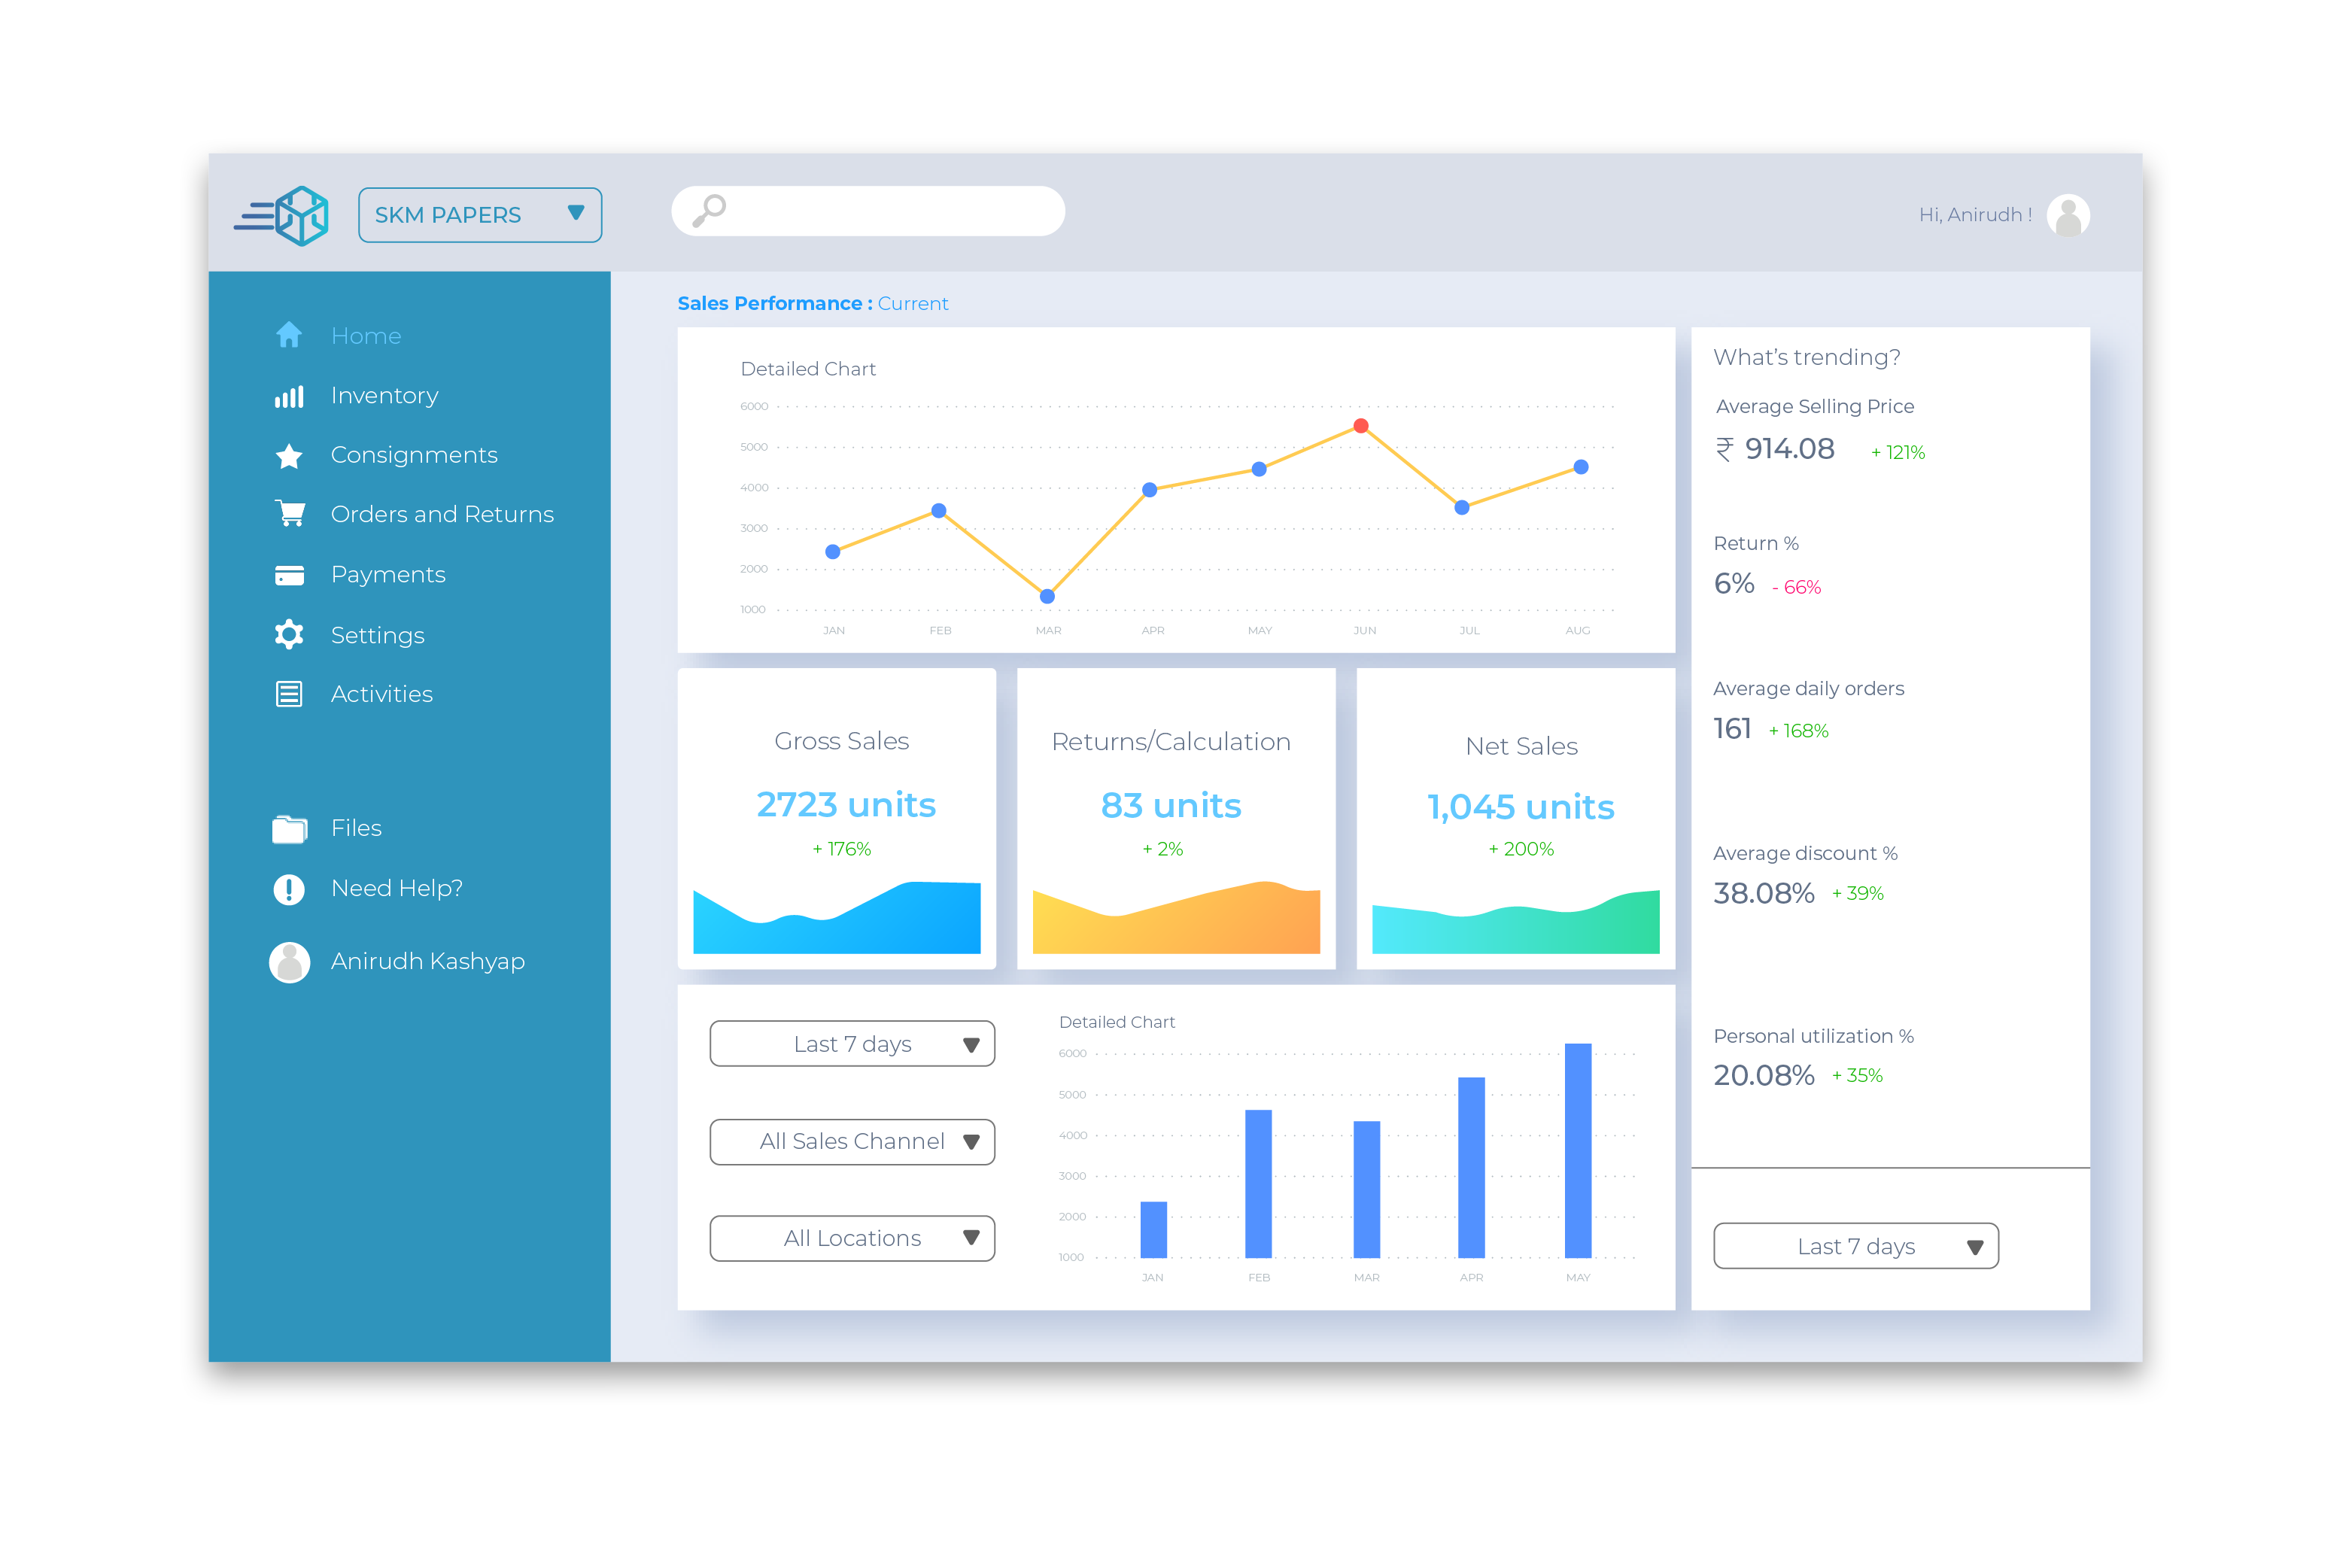 SKM PAPERS
Hi, Anirudh !
Home
Inventory
Consignments
Orders and Returns
Payments
Settings
Activities
Files
Need Help?
Anirudh Kashyap
Sales Performance : Current
Detailed Chart
6000
5000
4000
3000
2000
1000
JAN FEB MAR APR MAY JUN JUL AUG
Gross Sales
2723 units
+ 176%
Returns/Calculation
83 units
+ 2%
Net Sales
1,045 units
+ 200%
Last 7 days
All Sales Channel
All Locations
Detailed Chart
6000
5000
4000
3000
2000
1000
JAN FEB MAR APR MAY
What's trending?
Average Selling Price
₹ 914.08 + 121%
Return %
6% - 66%
Average daily orders
161 + 168%
Average discount %
38.08% + 39%
Personal utilization %
20.08% + 35%
Last 7 days